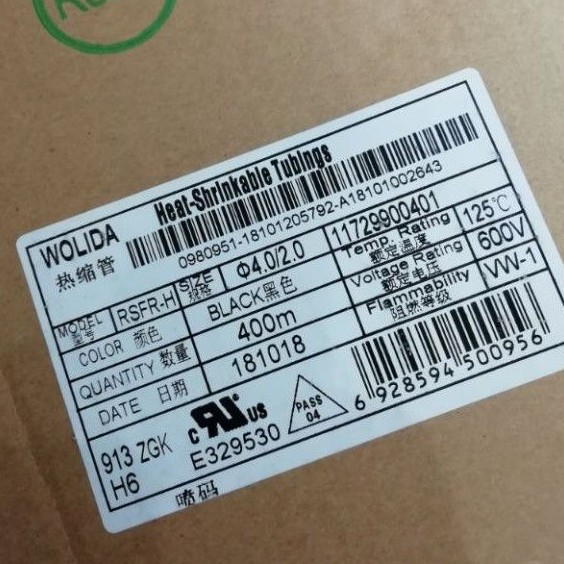 WOLIDA Heat-Shrinkable Tubings
热缩管 0980951-18101205792-A18101002643
MODEL 型号 RSFR-H SIZE 规格 Φ4.0/2.0 11729900401
COLOR 颜色 BLACK黑色 Temp. Rating 额定温度 125℃
QUANTITY 数量 400m Voltage Rating 额定电压 600V
DATE 日期 181018 Flammability 阻燃等级 VW-1
913 ZGK
H6
c RU US
E329530
PASS
04
6 928594 500956
喷码